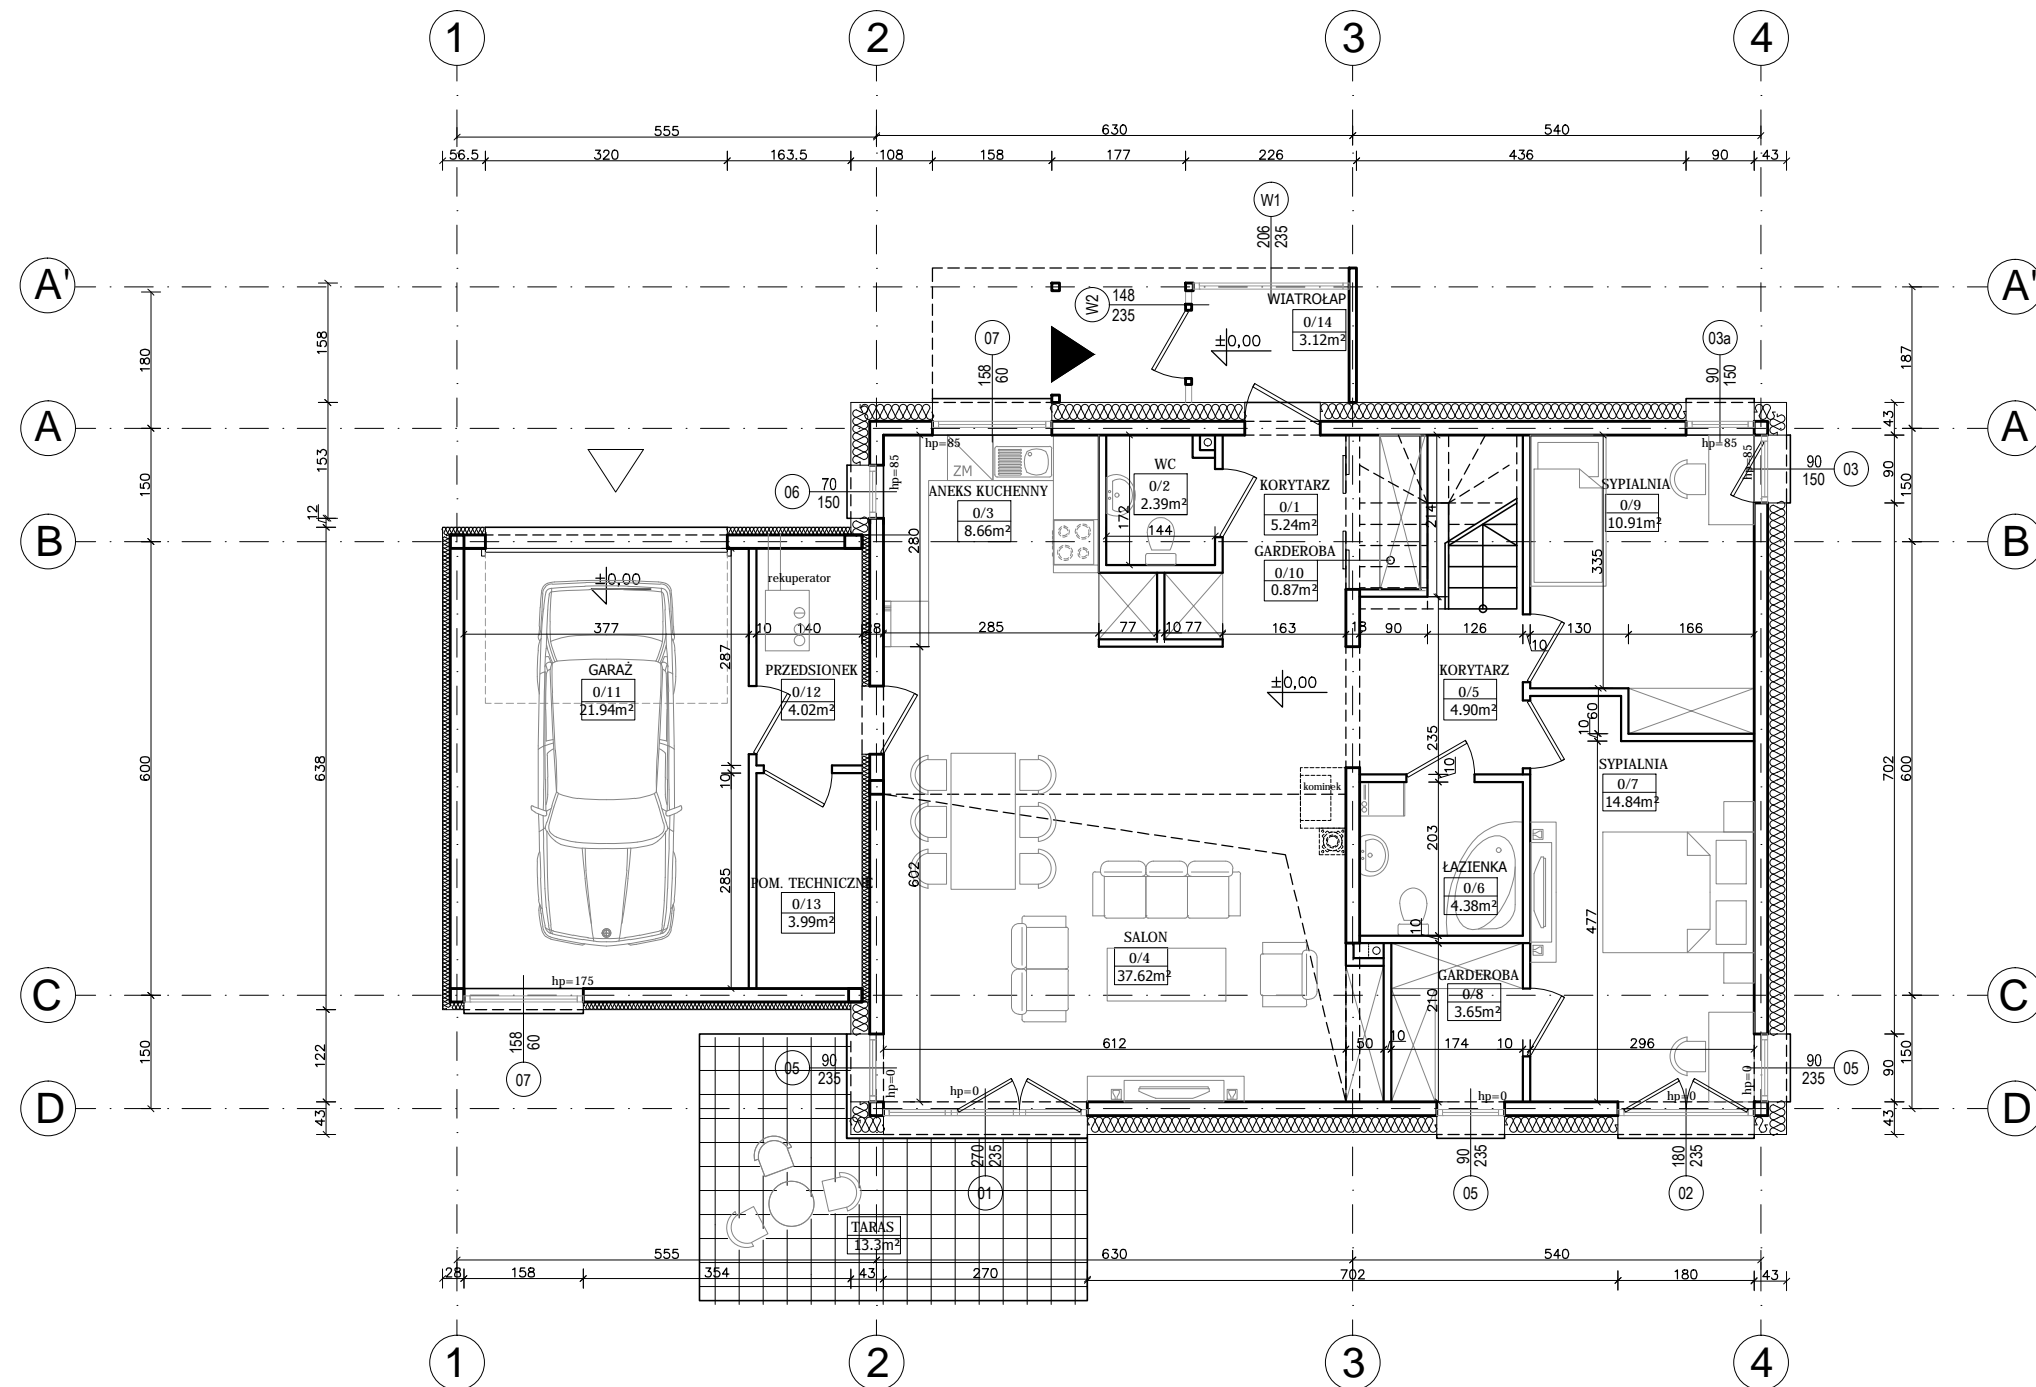 1
2
3
4
555
630
540
56.5
320
163.5
108
158
177
226
436
90
43
W1
206
235
A'
A'
W2
148
235
WIATROŁAP
0/14
3.12m²
±0,00
07
158
60
03a
90
150
180
158
187
43
A
A
hp=85
hp=85
hp=85
hp=85
ZM
WC
0/2
2.39m²
172
144
KORYTARZ
0/1
5.24m²
214
SYPIALNIA
0/9
10.91m²
90
150
03
90
150
06
70
150
ANEKS KUCHENNY
0/3
8.66m²
153
150
12
B
B
280
GARDEROBA
0/10
0.87m²
335
±0,00
rekuperator
377
10
140
28
285
77
10
77
163
18
90
126
130
166
10
287
GARAŻ
0/11
21.94m²
PRZEDSIONEK
0/12
4.02m²
±0,00
KORYTARZ
0/5
4.90m²
60
10
235
10
SYPIALNIA
0/7
14.84m²
600
638
702
600
10
kominek
203
602
285
POM. TECHNICZNE
0/13
3.99m²
ŁAZIENKA
0/6
4.38m²
10
477
SALON
0/4
37.62m²
GARDEROBA
0/8
3.65m²
210
hp=175
C
C
158
60
07
122
150
43
612
50
10
174
10
296
05
90
235
hp=0
hp=0
hp=0
hp=0
hp=0
90
235
05
90
150
43
D
D
270
235
01
90
235
05
180
235
02
TARAS
13.3m²
555
630
540
28
158
354
43
270
702
180
43
1
2
3
4